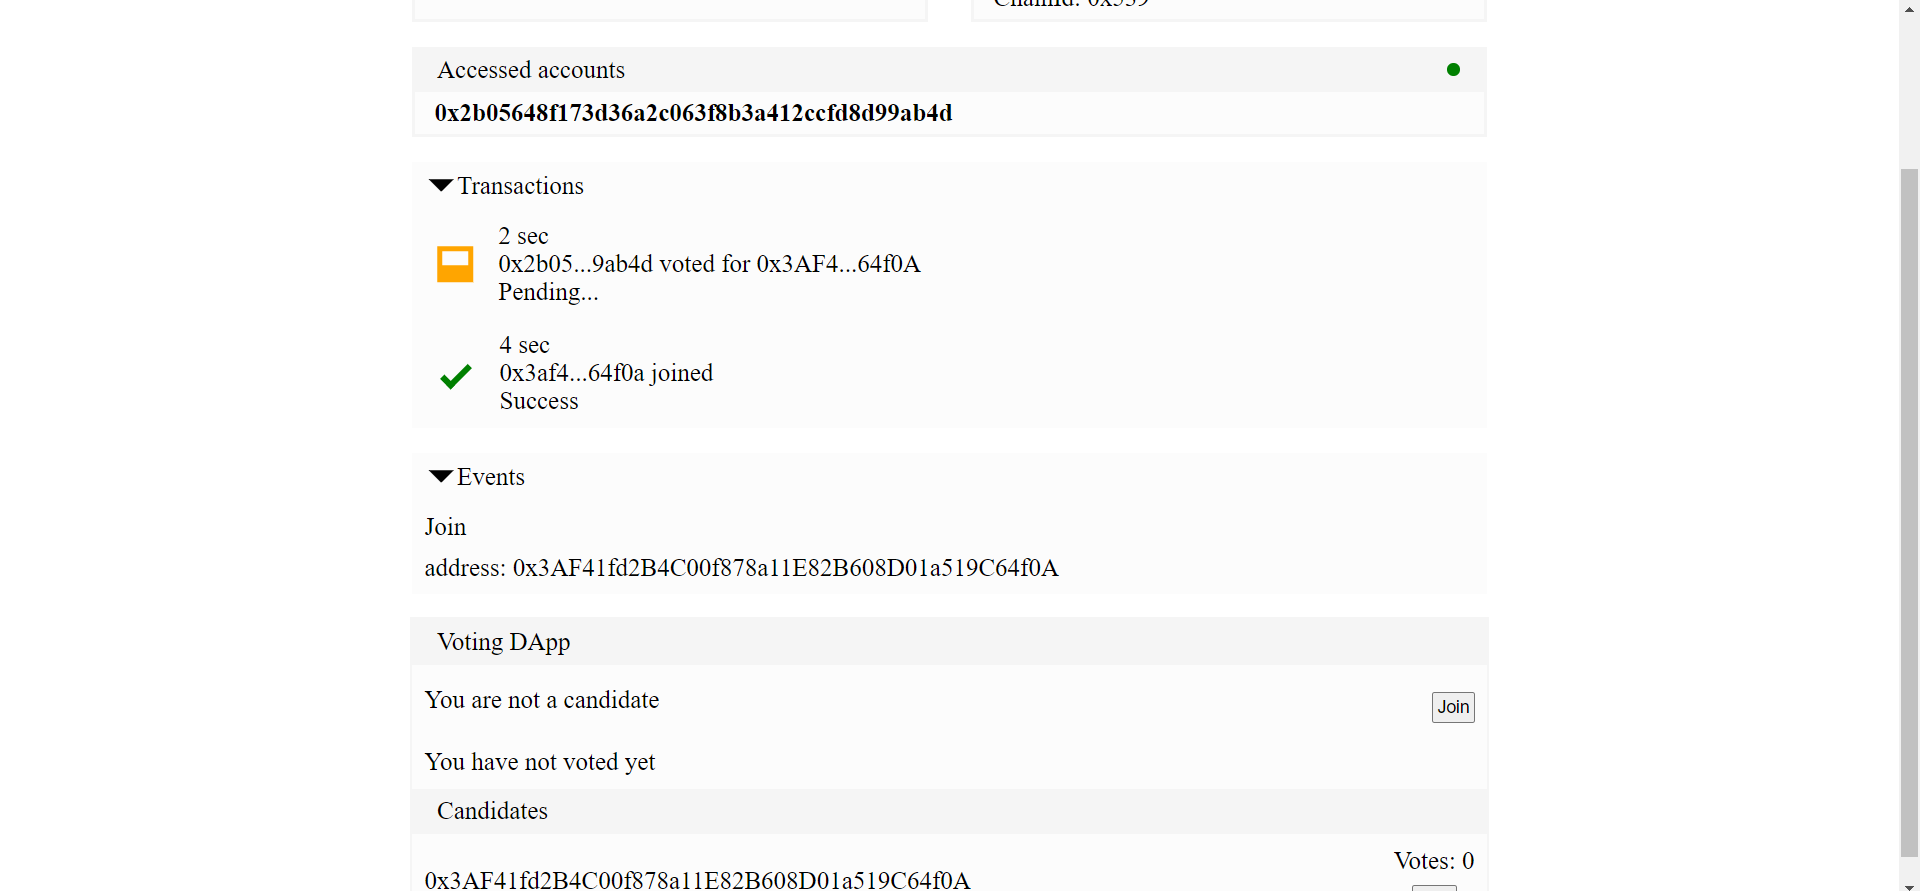 ChainId: 0x539
Accessed accounts
0x2b05648f173d36a2c063f8b3a412ccfd8d99ab4d
Transactions
2 sec
0x2b05...9ab4d voted for 0x3AF4...64f0A
Pending...
4 sec
0x3af4...64f0a joined
Success
Events
Join
address: 0x3AF41fd2B4C00f878a11E82B608D01a519C64f0A
Voting DApp
You are not a candidate
Join
You have not voted yet
Candidates
Votes: 0
0x3AF41fd2B4C00f878a11E82B608D01a519C64f0A